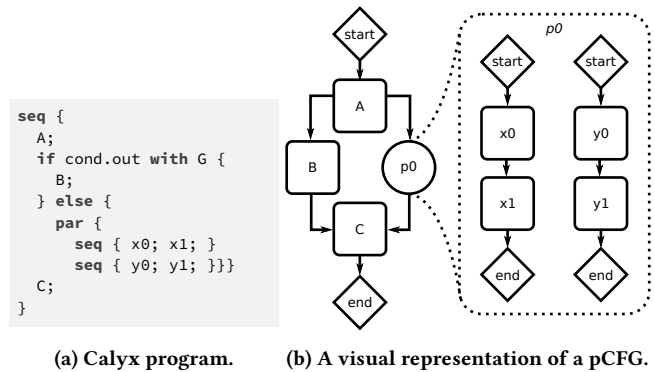 seq {
A;
if cond.out with G {
B;
} else {
par {
seq { x0; x1; }
seq { y0; y1; }}}
C;
}
(a) Calyx program.
start
A
B
p0
C
end
p0
start
start
x0
y0
x1
y1
end
end
(b) A visual representation of a pCFG.